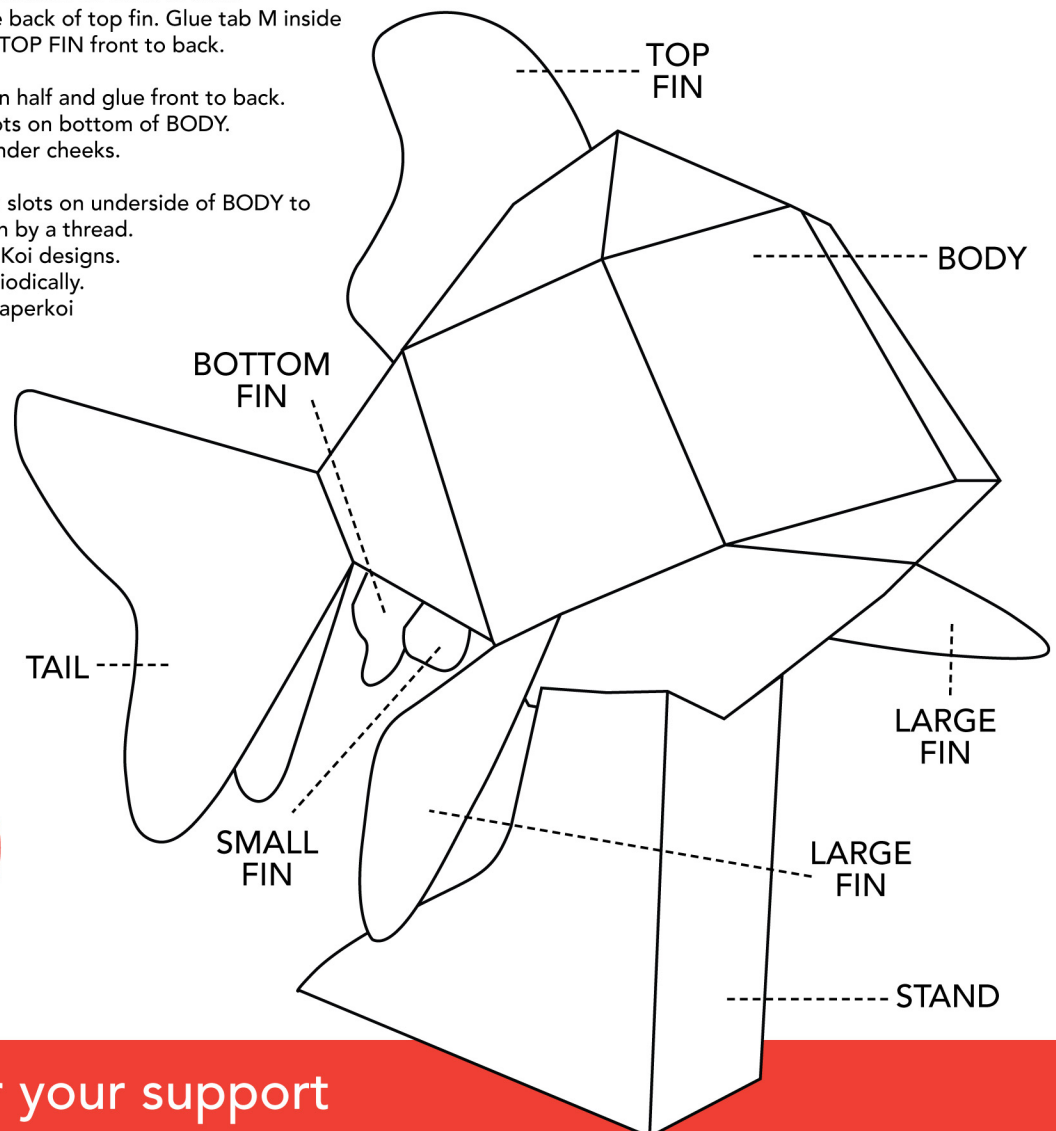 e back of top fin. Glue tab M inside
TOP FIN front to back.
n half and glue front to back.
ots on bottom of BODY.
nder cheeks.
slots on underside of BODY to
n by a thread.
Koi designs.
iodically.
aperkoi
TOP
FIN
BODY
BOTTOM
FIN
TAIL
LARGE
FIN
SMALL
FIN
LARGE
FIN
STAND
r your support